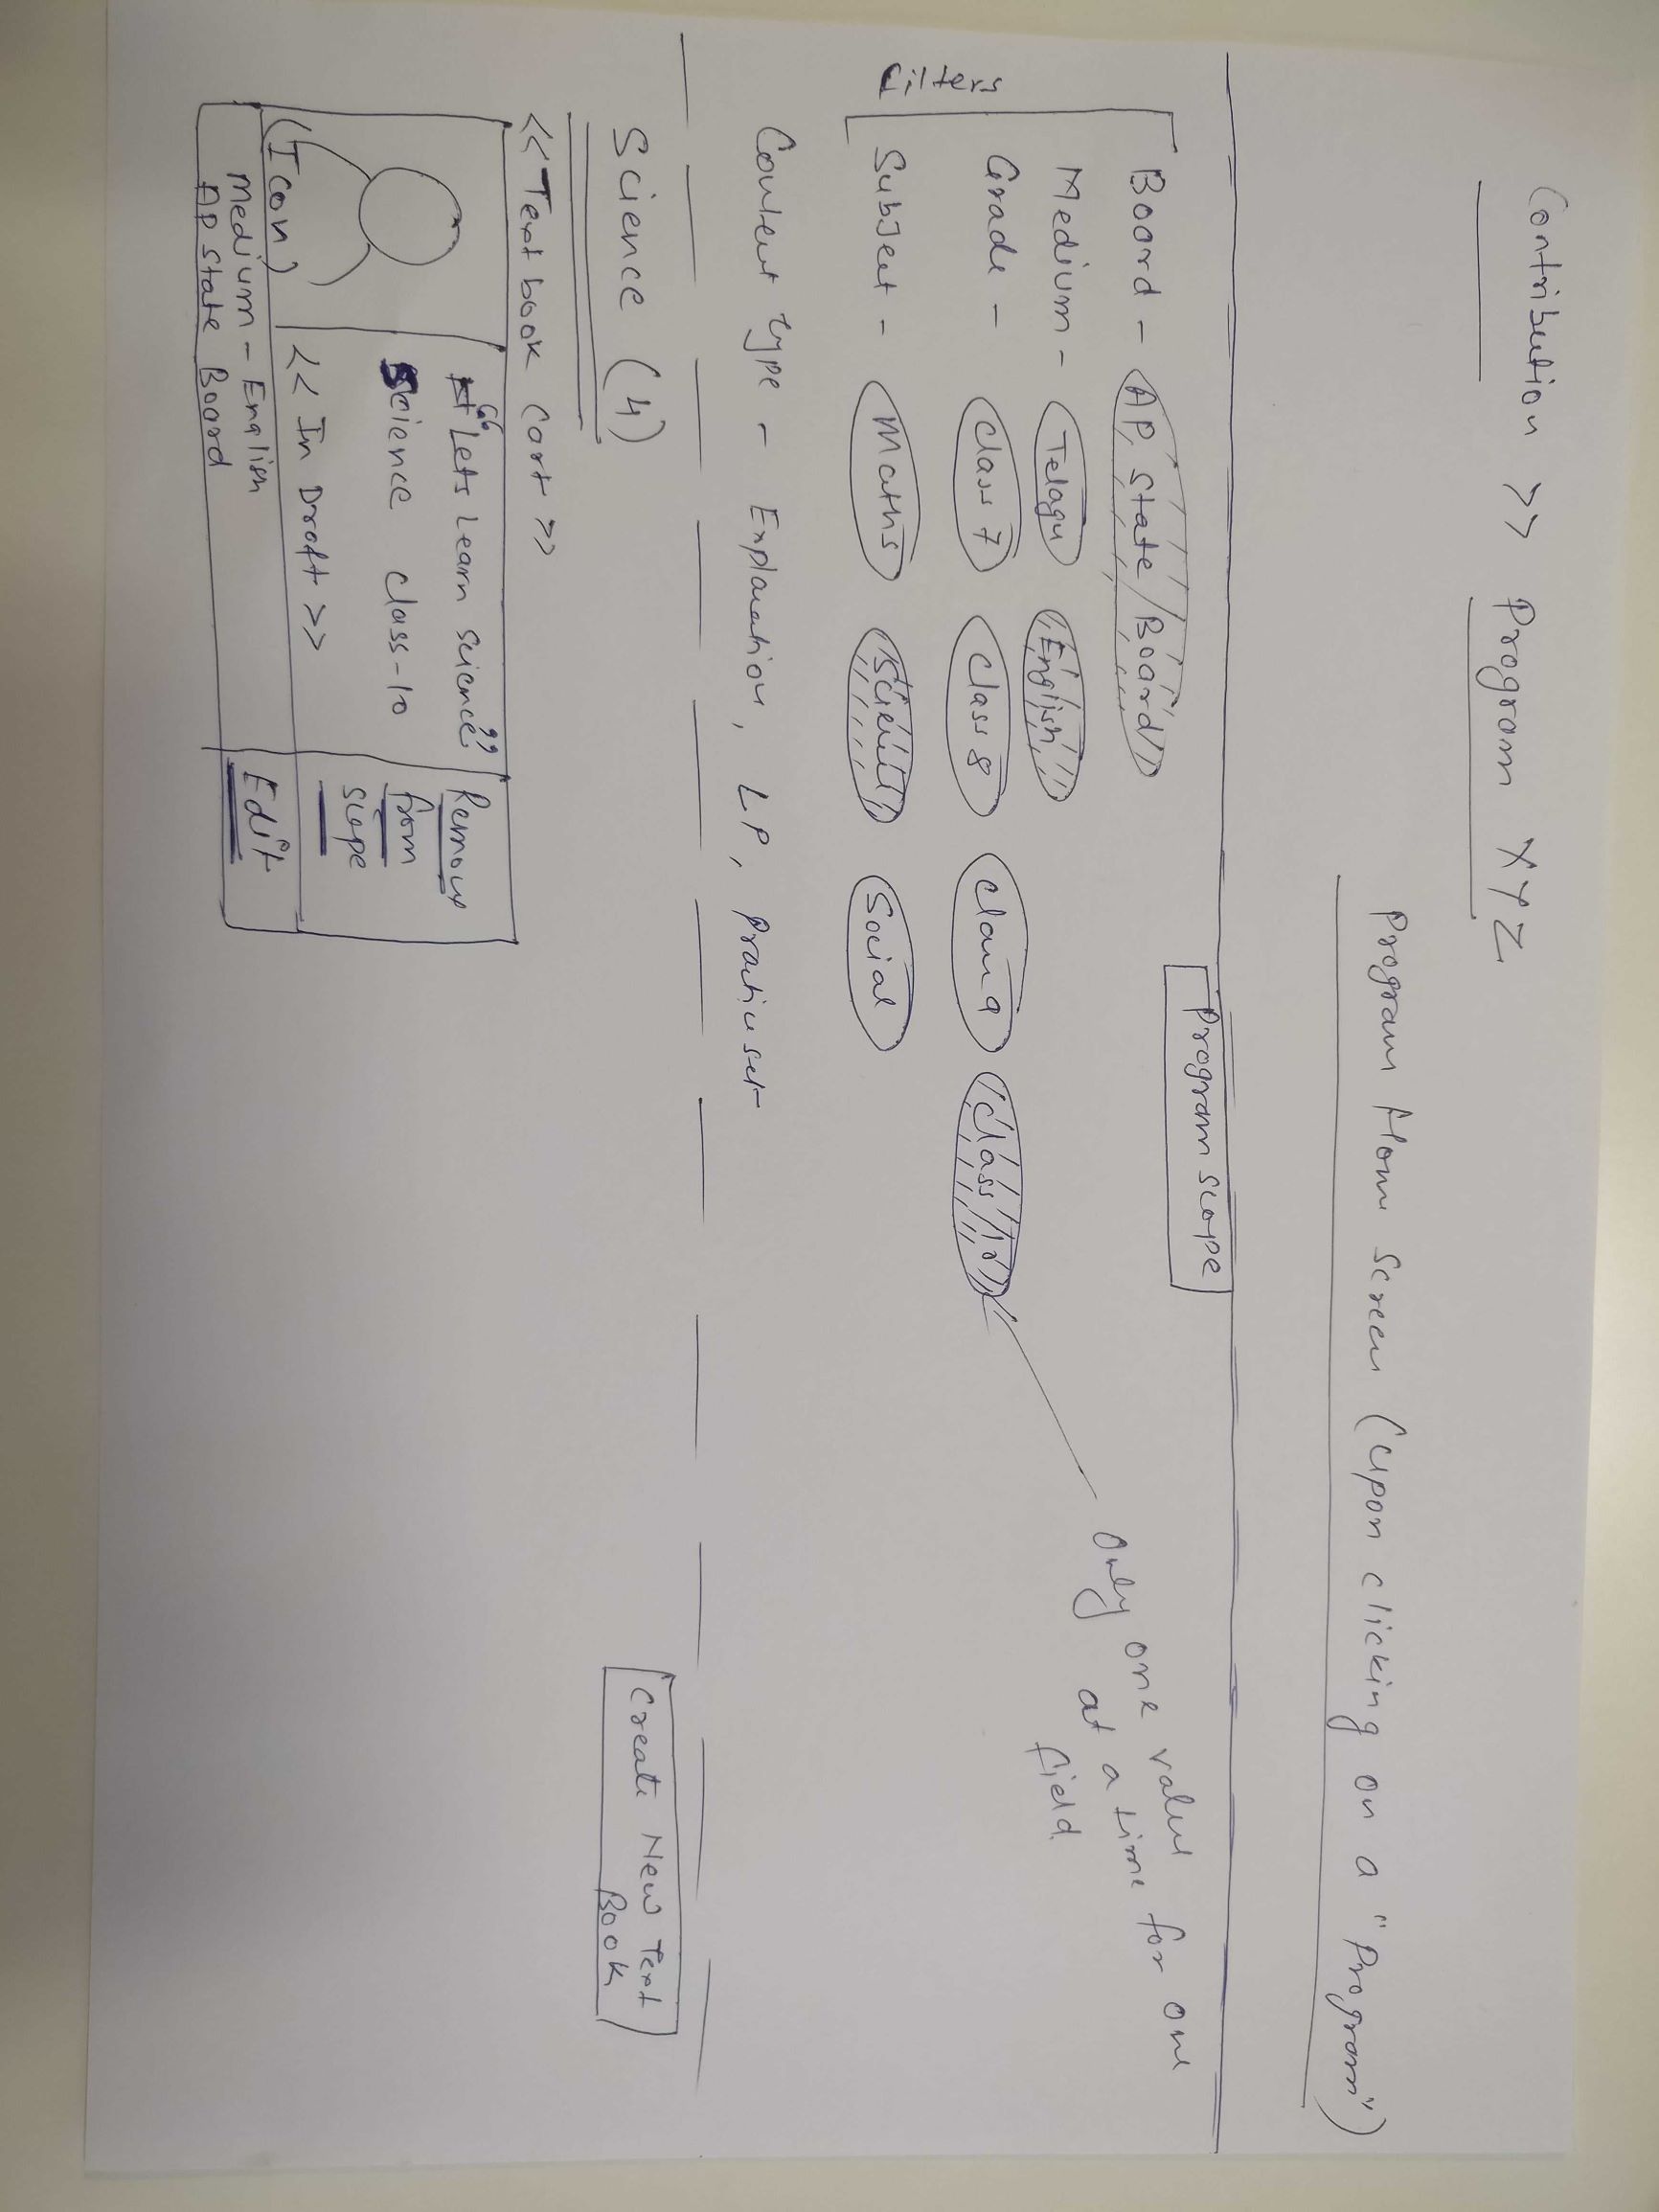 Contribution >> Program XYZ
Program Home Screen (Upon clicking on a "Program")
Program scope
Filters
Board - AP State Board
Medium - Telagu English
Grade - Class 7 Class 8 Class 9 Class 10
Only one value
at a time for one
field
Subject - Maths Science Social
Content type - Explanation, LP, Practice set
Science (4)
Create New Text
Book
<< Text book Cart >>
"Lets Learn science"
Science class-10
<< In Draft >>
(Icon)
Remove
from
scope
Medium - English
AP State Board
Edit